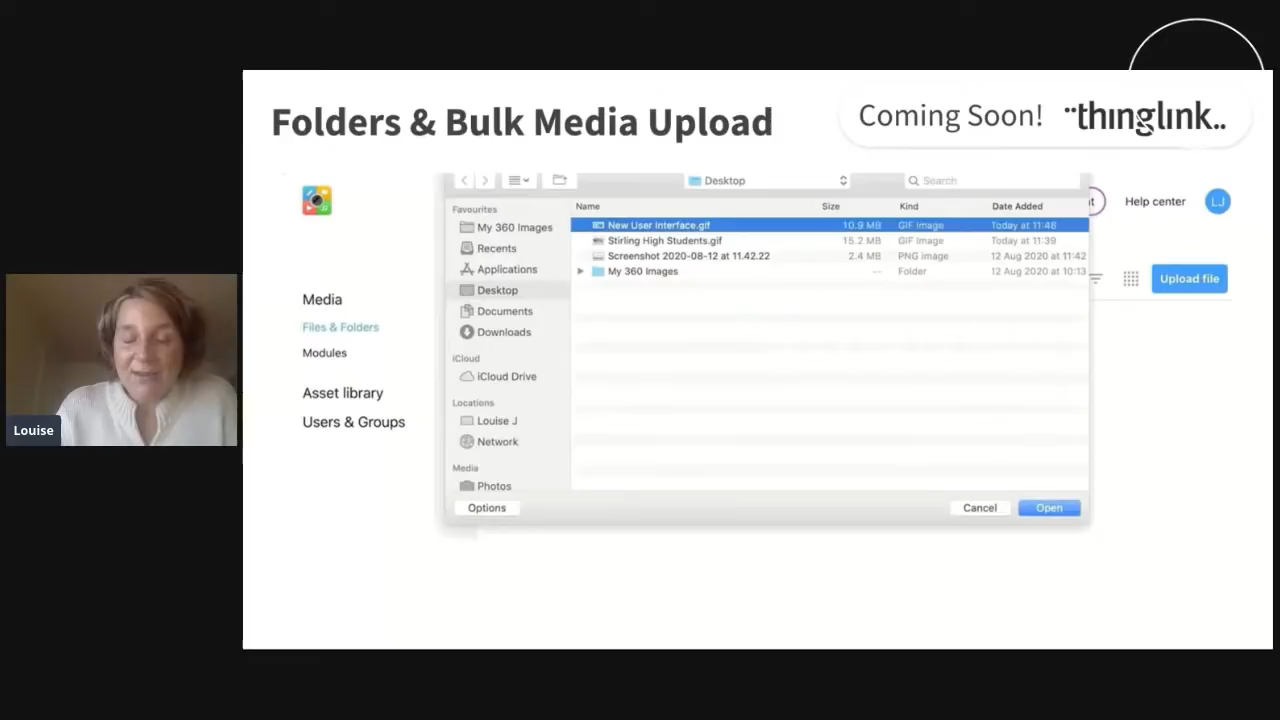 Folders & Bulk Media Upload
Coming Soon! ¨thınglınk..
Desktop
Search
Help center
LJ
Favourites
My 360 Images
Recents
Applications
Desktop
Documents
Downloads
iCloud
iCloud Drive
Locations
Louise J
Network
Media
Photos
Name Size Kind Date Added
New User Interface.gif 10.9 MB GIF Image Today at 11:48
Stirling High Students.gif 15.2 MB GIF Image Today at 11:39
Screenshot 2020-08-12 at 11.42.22 2.4 MB PNG image 12 Aug 2020 at 11:42
My 360 Images -- Folder 12 Aug 2020 at 10:13
Upload file
Media
Files & Folders
Modules
Asset library
Users & Groups
Options Cancel Open
Louise